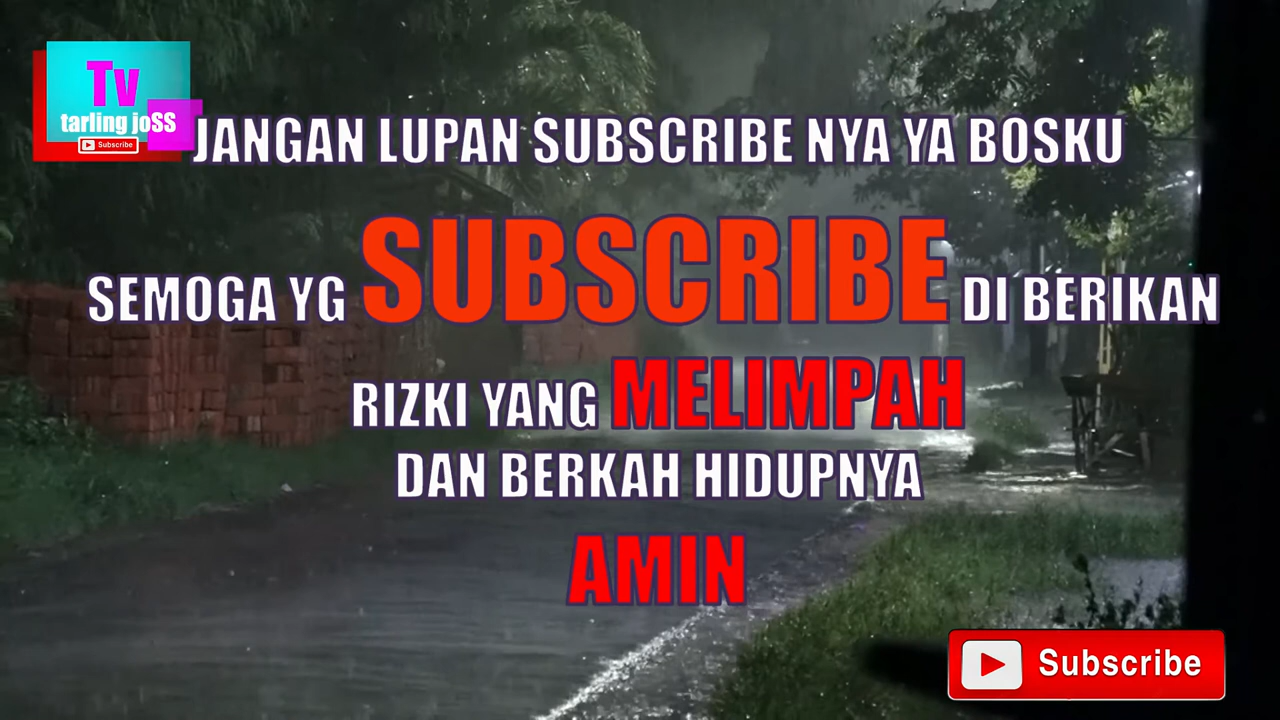 Tv
tarling joSS
Subscribe
JANGAN LUPAN SUBSCRIBE NYA YA BOSKU
SEMOGA YG SUBSCRIBE DI BERIKAN
RIZKI YANG MELIMPAH
DAN BERKAH HIDUPNYA
AMIN
Subscribe